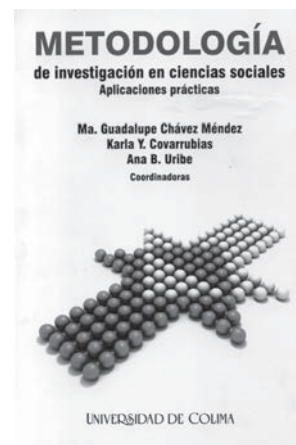 METODOLOGÍA
de investigación en ciencias sociales
Aplicaciones prácticas
Ma. Guadalupe Chávez Méndez
Karla Y. Covarrubias
Ana B. Uribe
Coordinadoras
UNIVERSIDAD DE COLIMA